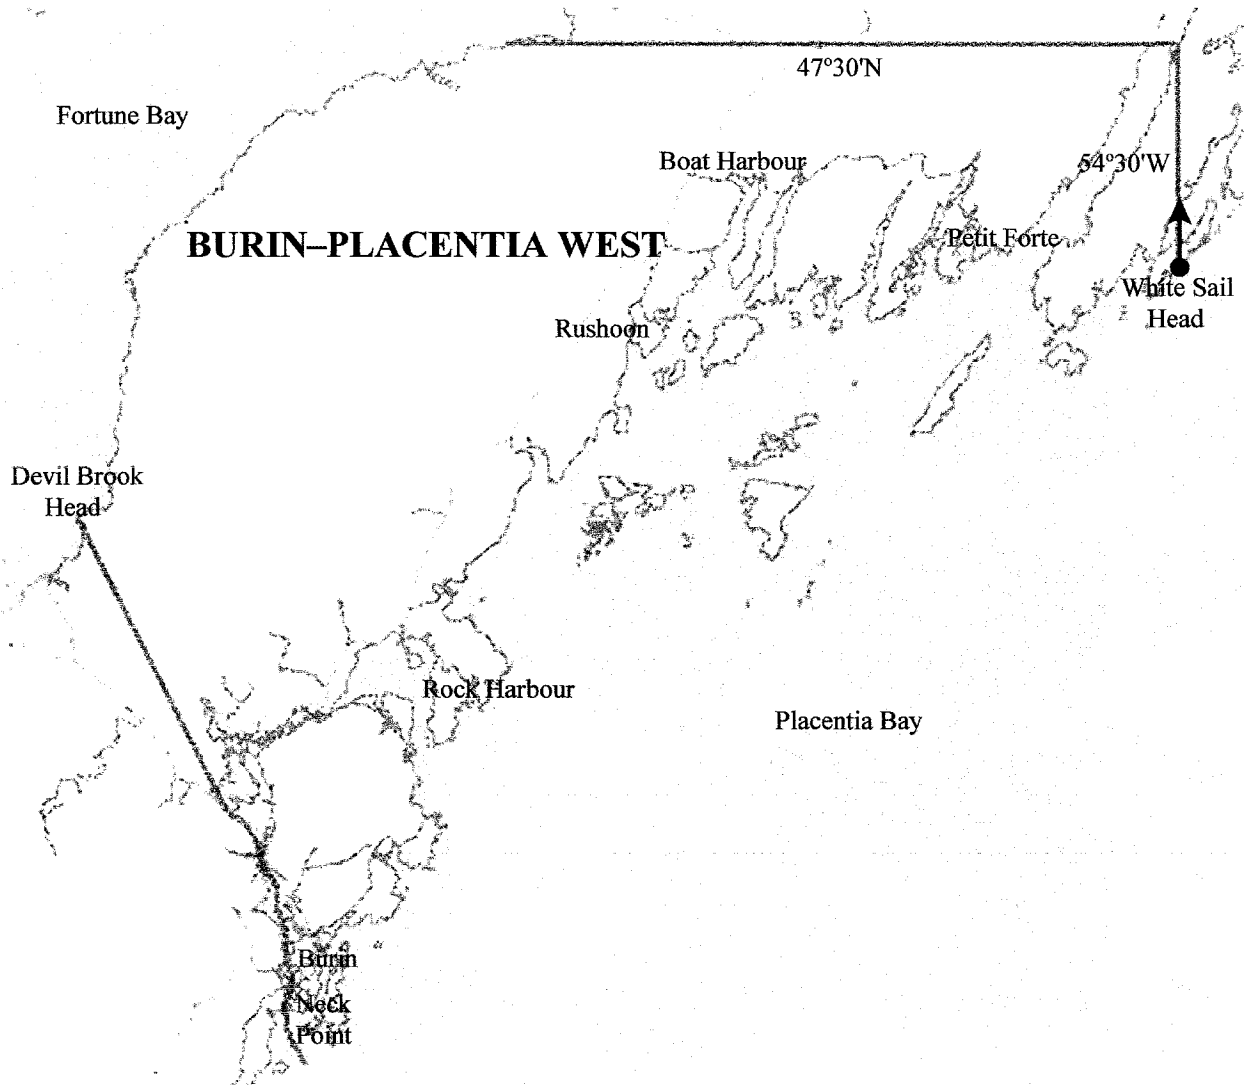 47°30'N
Fortune Bay
Boat Harbour
54°30'W
BURIN–PLACENTIA WEST
Petit Forte
White Sail
Head
Rushoon
Devil Brook
Head
Rock Harbour
Placentia Bay
Burin
Neck
Point